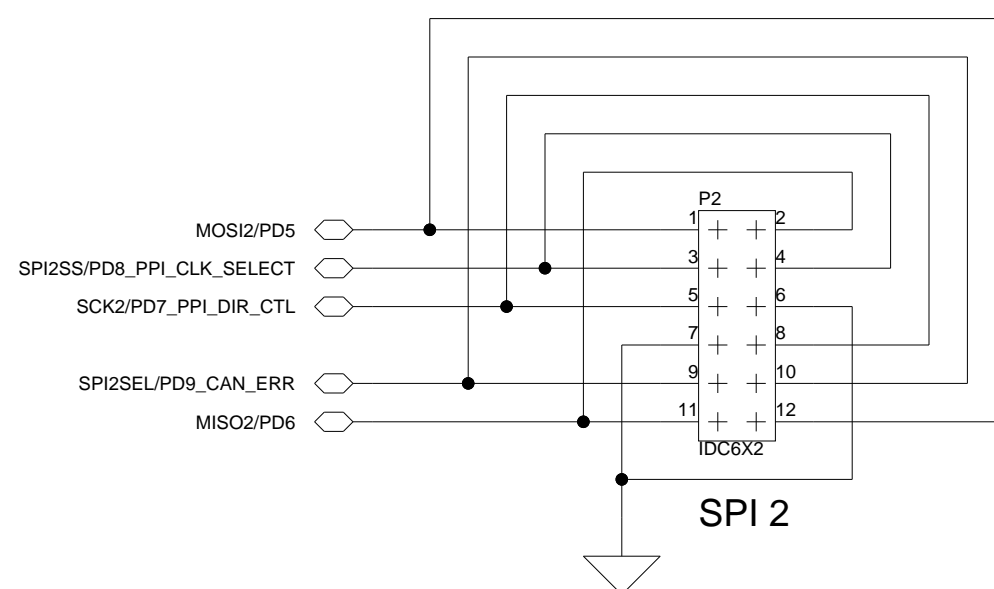 P2
MOSI2/PD5
1
2
SPI2SS/PD8_PPI_CLK_SELECT
3
4
SCK2/PD7_PPI_DIR_CTL
5
6
7
8
SPI2SEL/PD9_CAN_ERR
9
10
MISO2/PD6
11
12
IDC6X2
SPI 2